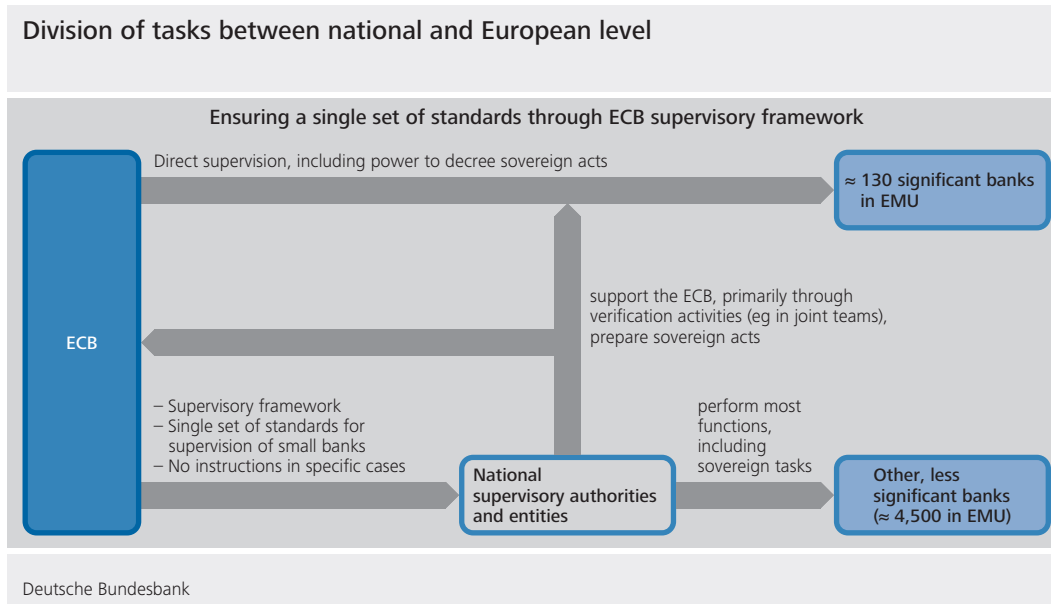 Division of tasks between national and European level
Ensuring a single set of standards through ECB supervisory framework
Direct supervision, including power to decree sovereign acts
≈ 130 significant banks
in EMU
support the ECB, primarily through
verification activities (eg in joint teams),
prepare sovereign acts
ECB
– Supervisory framework
– Single set of standards for
supervision of small banks
– No instructions in specific cases
perform most
functions,
including
sovereign tasks
National
supervisory authorities
and entities
Other, less
significant banks
(≈ 4,500 in EMU)
Deutsche Bundesbank